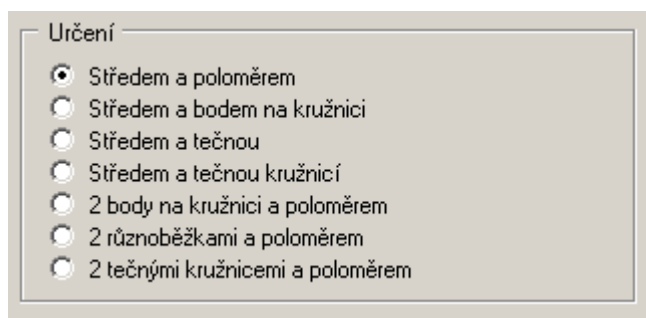 Určení
Středem a poloměrem
Středem a bodem na kružnici
Středem a tečnou
Středem a tečnou kružnicí
2 body na kružnici a poloměrem
2 různoběžkami a poloměrem
2 tečnými kružnicemi a poloměrem